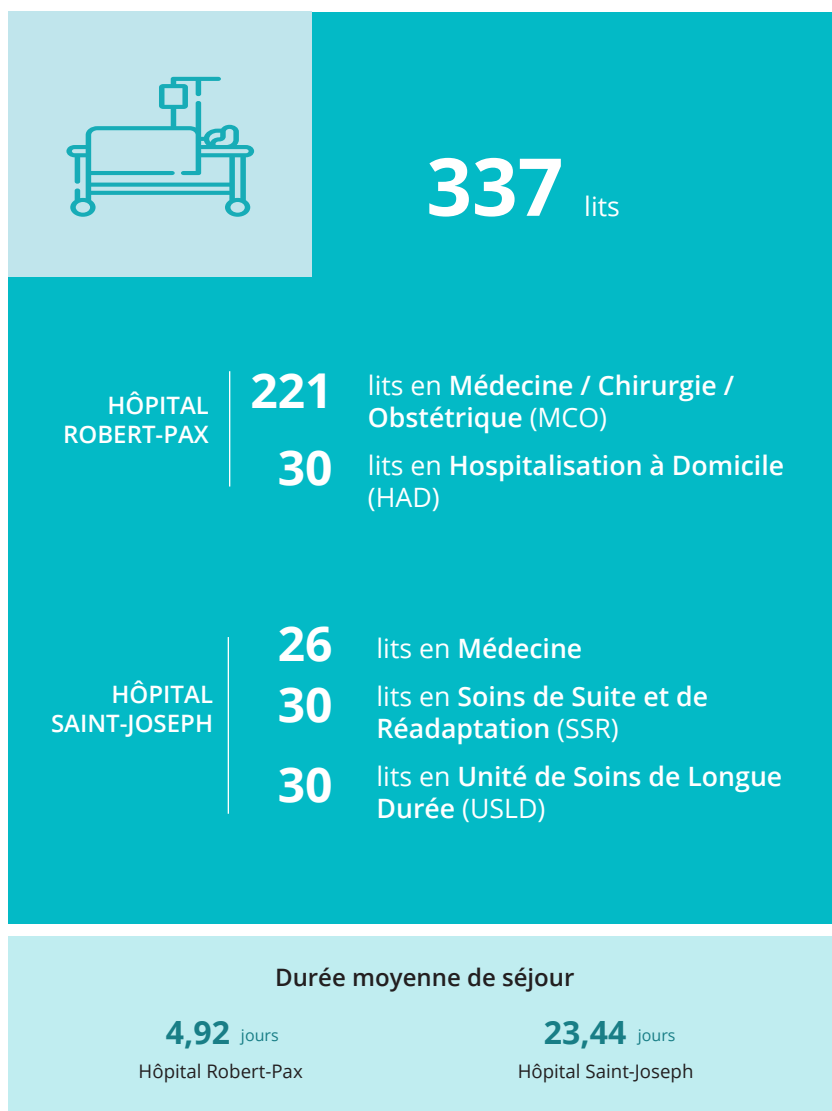 337 lits
HÔPITAL
ROBERT-PAX
221 lits en Médecine / Chirurgie /
Obstétrique (MCO)
30 lits en Hospitalisation à Domicile
(HAD)
HÔPITAL
SAINT-JOSEPH
26 lits en Médecine
30 lits en Soins de Suite et de
Réadaptation (SSR)
30 lits en Unité de Soins de Longue
Durée (USLD)
Durée moyenne de séjour
4,92 jours
Hôpital Robert-Pax
23,44 jours
Hôpital Saint-Joseph